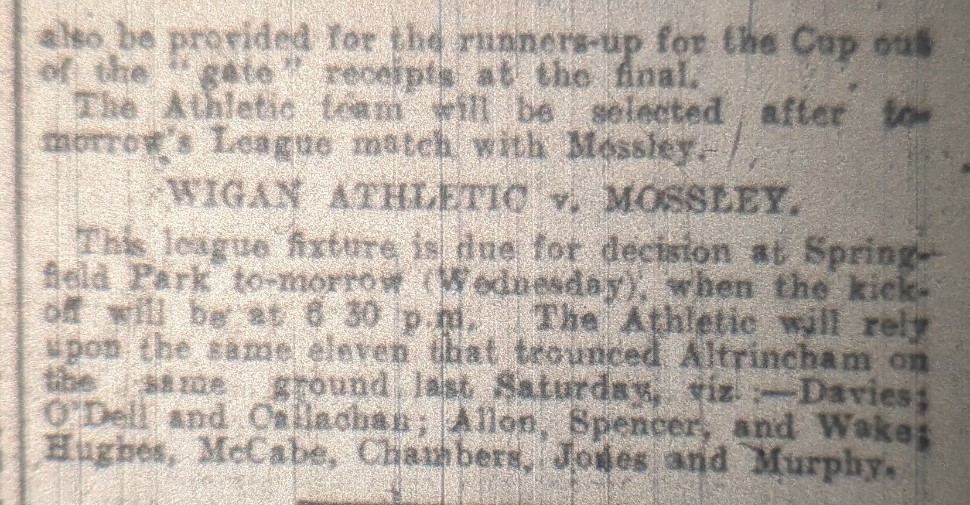 also be provided for the runners-up for the Cup out
of the "gate" receipts at the final.
The Athletic team will be selected after to-
morrow's League match with Mossley.
WIGAN ATHLETIC v. MOSSLEY.
This league fixture is due for decision at Spring-
field Park to-morrow (Wednesday), when the kick-
off will be at 6 30 p.m. The Athletic will rely
upon the same eleven that trounced Altrincham on
the same ground last Saturday, viz.:—Davies;
O'Dell and Callachan; Allon, Spencer, and Wake;
Hughes, McCabe, Chambers, Jones and Murphy.